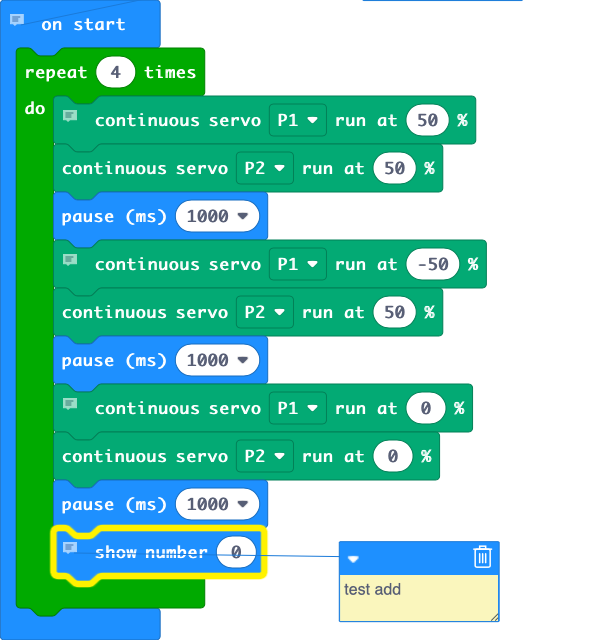 on start
repeat 4 times
do
continuous servo P1 run at 50 %
continuous servo P2 run at 50 %
pause (ms) 1000
continuous servo P1 run at -50 %
continuous servo P2 run at 50 %
pause (ms) 1000
continuous servo P1 run at 0 %
continuous servo P2 run at 0 %
pause (ms) 1000
show number 0
test add